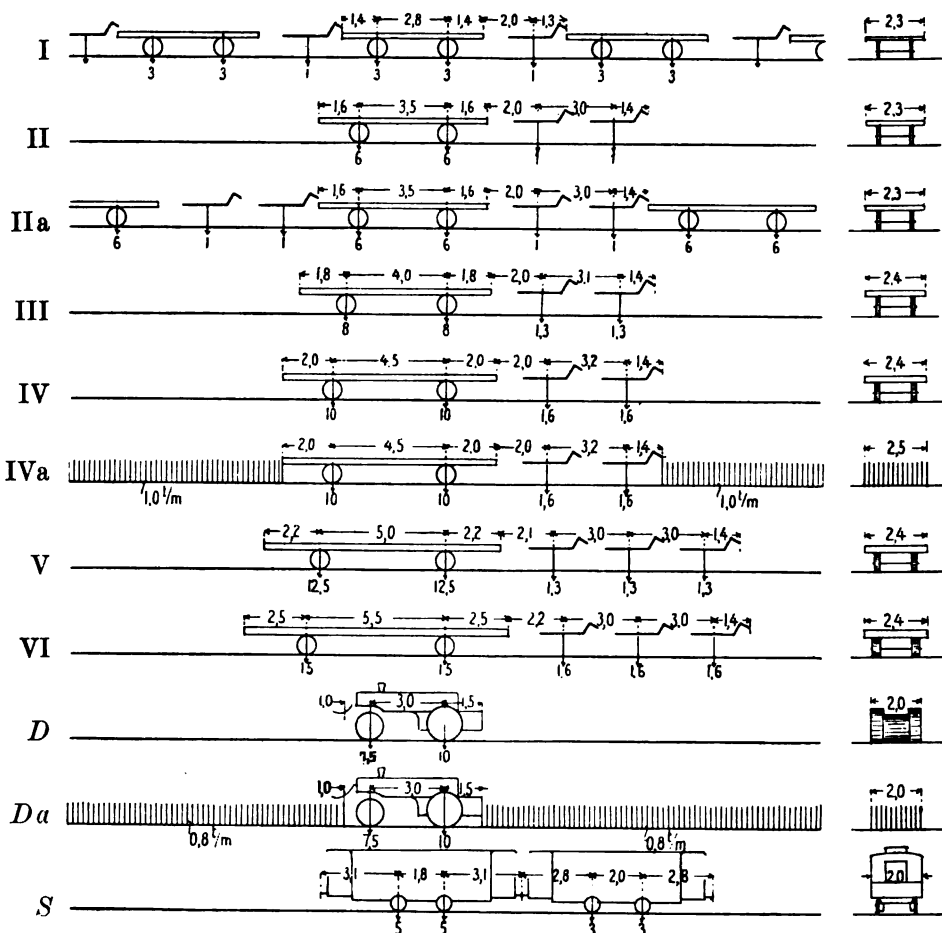 1,4 2,8 1,4 2,0 1,3 2,3
I
3 3 1 3 3 1 3 3
1,6 3,5 1,6 2,0 3,0 1,4 2,3
II
6 6 1 1
1,6 3,5 1,6 2,0 3,0 1,4 2,3
IIa
6 1 1 6 6 1 1 6 6
1,8 4,0 1,8 2,0 3,1 1,4 2,4
III
8 8 1,3 1,3
2,0 4,5 2,0 2,0 3,2 1,4 2,4
IV
10 10 1,6 1,6
2,0 4,5 2,0 2,0 3,2 1,4 2,5
IVa
1,0 t/m 10 10 1,6 1,6 1,0 t/m
2,2 5,0 2,2 2,1 3,0 3,0 1,4 2,4
V
12,5 12,5 1,3 1,3 1,3
2,5 5,5 2,5 2,2 3,0 3,0 1,4 2,4
VI
15 15 1,6 1,6 1,6
1,0 3,0 1,5 2,0
D
7,5 10
1,0 3,0 1,5 2,0
Da
0,8 t/m 7,5 10 0,8 t/m
3,1 1,8 3,1 2,8 2,0 2,8 2,0
S
5 5 3 3